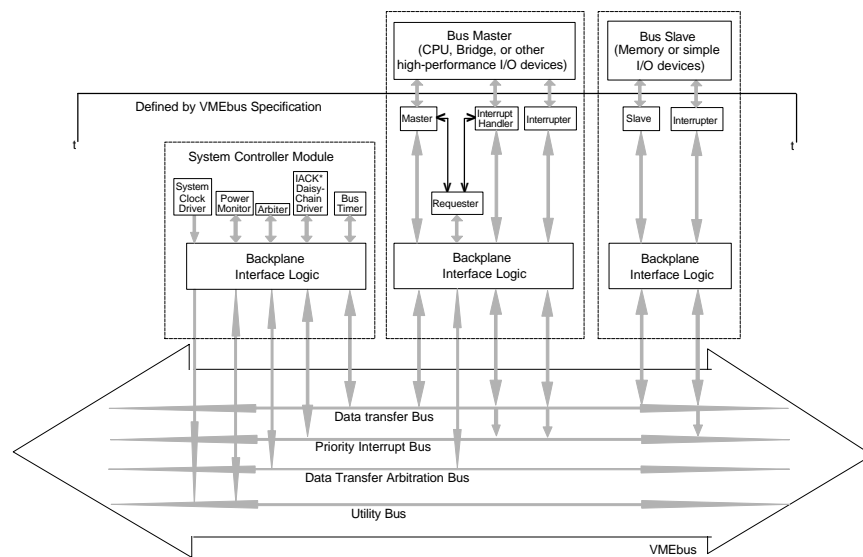 Bus Master
(CPU, Bridge, or other
high-performance I/O devices)
Bus Slave
(Memory or simple
I/O devices)
Defined by VMEbus Specification
t
t
Master
Interrupt
Handler
Interrupter
Slave
Interrupter
System Controller Module
System
Clock
Driver
Power
Monitor
Arbiter
IACK*
Daisy-
Chain
Driver
Bus
Timer
Requester
Backplane
Interface Logic
Backplane
Interface Logic
Backplane
Interface Logic
Data transfer Bus
Priority Interrupt Bus
Data Transfer Arbitration Bus
Utility Bus
VMEbus